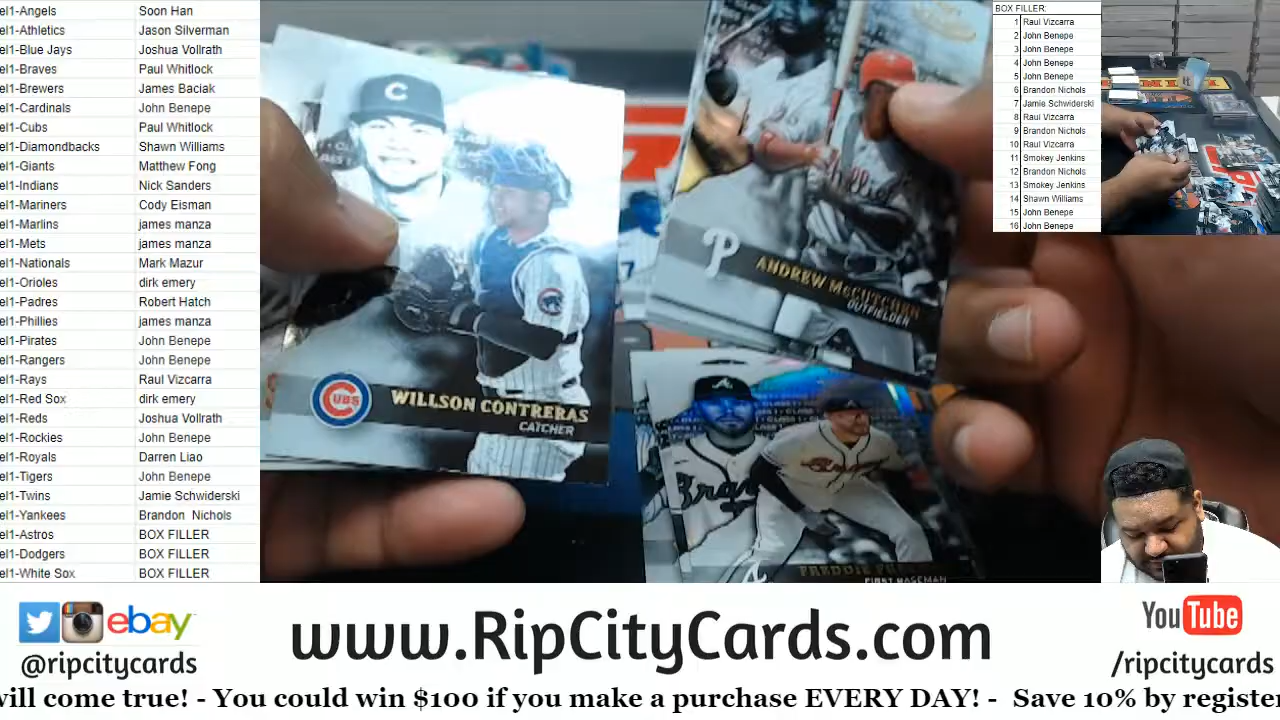 el1-Angels Soon Han
el1-Athletics Jason Silverman
el1-Blue Jays Joshua Vollrath
el1-Braves Paul Whitlock
el1-Brewers James Baciak
el1-Cardinals John Benepe
el1-Cubs Paul Whitlock
el1-Diamondbacks Shawn Williams
el1-Giants Matthew Fong
el1-Indians Nick Sanders
el1-Mariners Cody Eisman
el1-Marlins james manza
el1-Mets james manza
el1-Nationals Mark Mazur
el1-Orioles dirk emery
el1-Padres Robert Hatch
el1-Phillies james manza
el1-Pirates John Benepe
el1-Rangers John Benepe
el1-Rays Raul Vizcarra
el1-Red Sox dirk emery
el1-Reds Joshua Vollrath
el1-Rockies John Benepe
el1-Royals Darren Liao
el1-Tigers John Benepe
el1-Twins Jamie Schwiderski
el1-Yankees Brandon Nichols
el1-Astros BOX FILLER
el1-Dodgers BOX FILLER
el1-White Sox BOX FILLER
C
CUBS
WILLSON CONTRERAS
CATCHER
Phillies
P
ANDREW McCUTCHEN
OUTFIELDER
CLASS 1
A
FREDDIE
FIRST BASEMAN
BOX FILLER:
1 Raul Vizcarra
2 John Benepe
3 John Benepe
4 John Benepe
5 John Benepe
6 Brandon Nichols
7 Jamie Schwiderski
8 Raul Vizcarra
9 Brandon Nichols
10 Raul Vizcarra
11 Smokey Jenkins
12 Brandon Nichols
13 Smokey Jenkins
14 Shawn Williams
15 John Benepe
16 John Benepe
ebay
@ripcitycards
www.RipCityCards.com
YouTube
/ripcitycards
will come true! - You could win $100 if you make a purchase EVERY DAY! - Save 10% by register